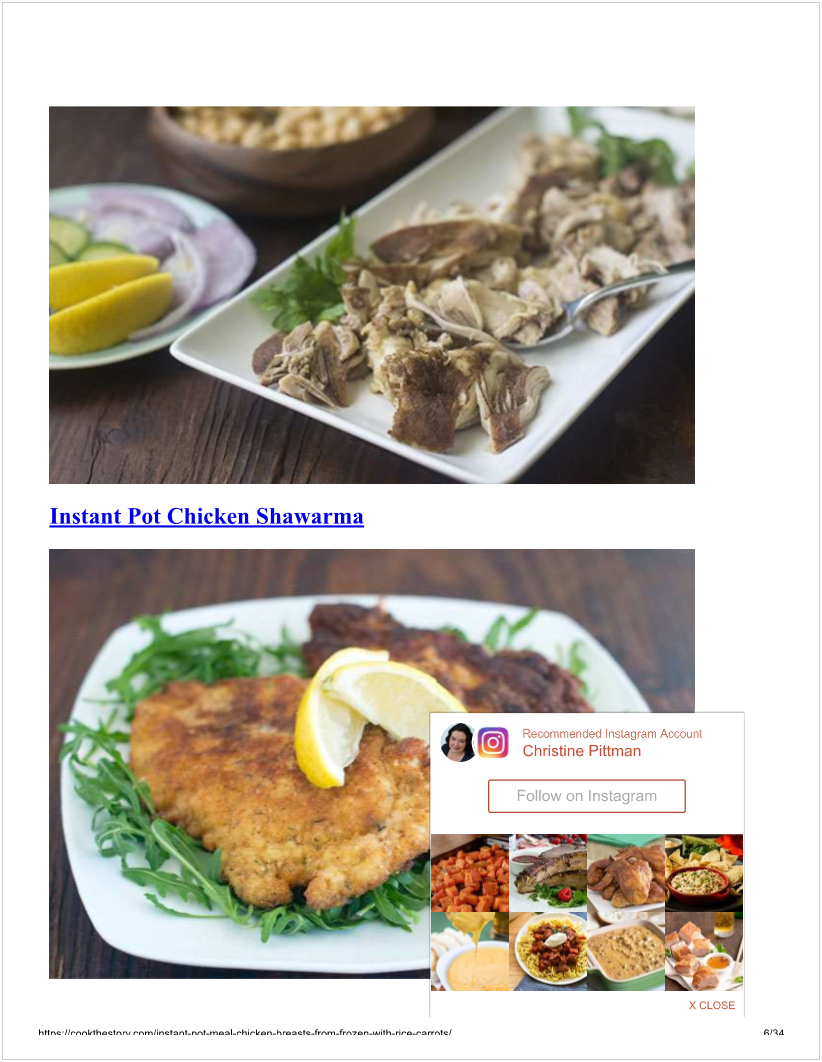 Instant Pot Chicken Shawarma
Recommended Instagram Account
Christine Pittman
Follow on Instagram
X CLOSE
https://cookthestory.com/instant-pot-meal-chicken-breasts-from-frozen-with-rice-carrots/ 6/34